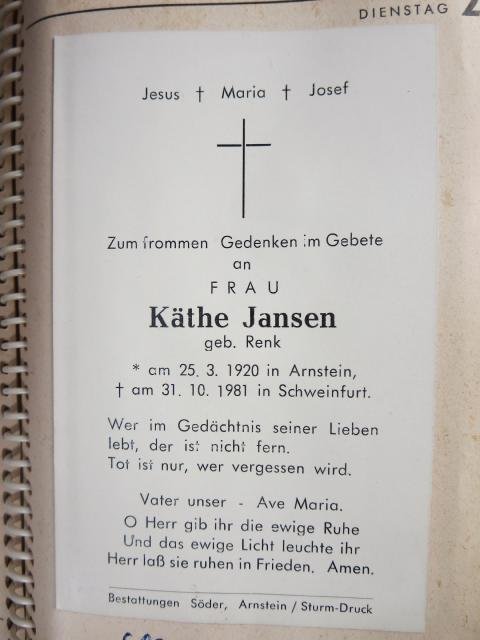 DIENSTAG
Jesus † Maria † Josef
Zum frommen Gedenken im Gebete
an
FRAU
Käthe Jansen
geb. Renk
* am 25. 3. 1920 in Arnstein,
† am 31. 10. 1981 in Schweinfurt.
Wer im Gedächtnis seiner Lieben
lebt, der ist nicht fern.
Tot ist nur, wer vergessen wird.
Vater unser - Ave Maria.
O Herr gib ihr die ewige Ruhe
Und das ewige Licht leuchte ihr
Herr laß sie ruhen in Frieden. Amen.
Bestattungen Söder, Arnstein / Sturm-Druck